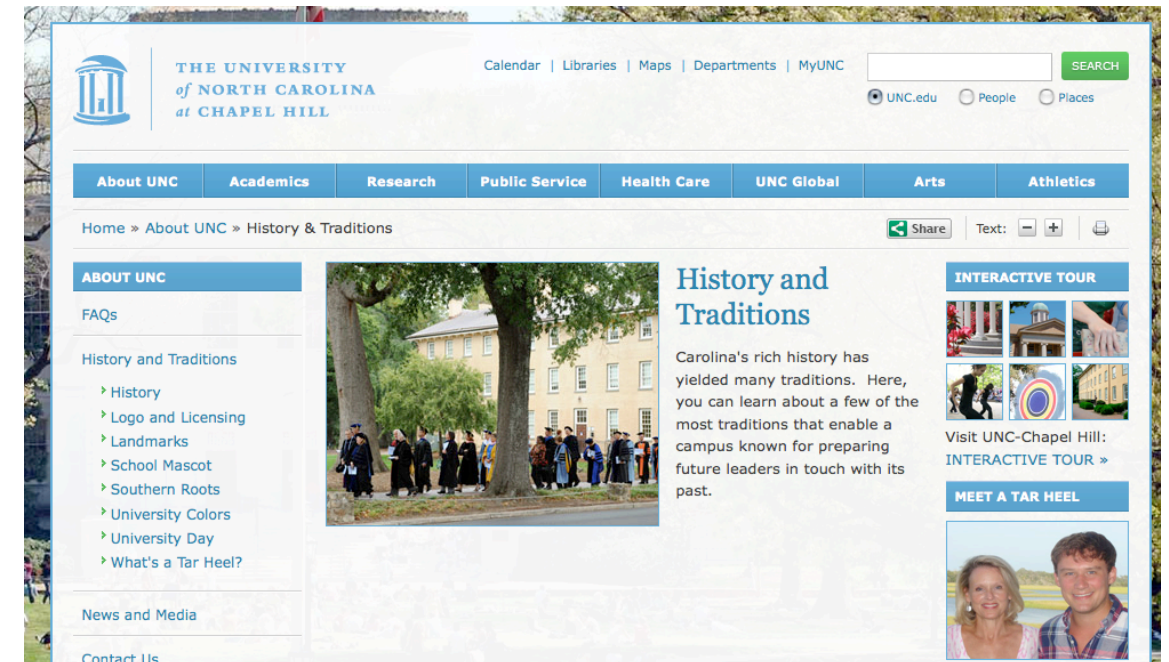 THE UNIVERSITY
of NORTH CAROLINA
at CHAPEL HILL
Calendar | Libraries | Maps | Departments | MyUNC
SEARCH
UNC.edu People Places
About UNC Academics Research Public Service Health Care UNC Global Arts Athletics
Home » About UNC » History & Traditions
Share Text: − +
ABOUT UNC
FAQs
History and Traditions
History
Logo and Licensing
Landmarks
School Mascot
Southern Roots
University Colors
University Day
What's a Tar Heel?
News and Media
Contact Us
History and
Traditions
Carolina's rich history has
yielded many traditions. Here,
you can learn about a few of the
most traditions that enable a
campus known for preparing
future leaders in touch with its
past.
INTERACTIVE TOUR
Visit UNC-Chapel Hill:
INTERACTIVE TOUR »
MEET A TAR HEEL